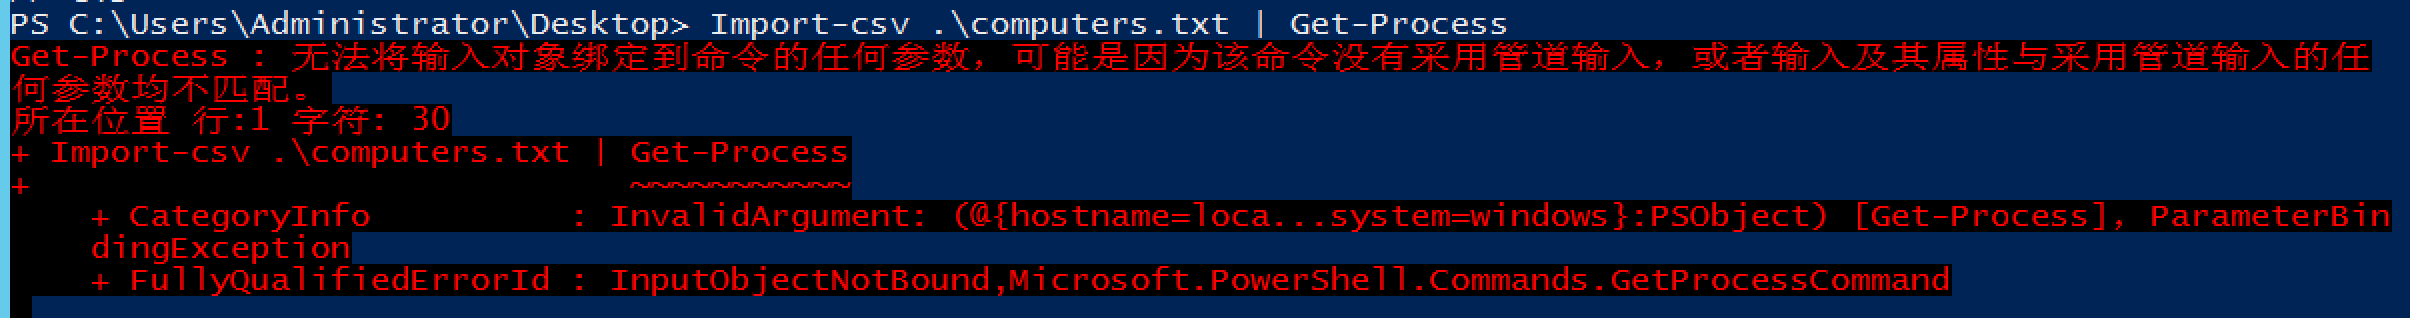 PS C:\Users\Administrator\Desktop> Import-csv .\computers.txt | Get-Process
Get-Process : 无法将输入对象绑定到命令的任何参数，可能是因为该命令没有采用管道输入，或者输入及其属性与采用管道输入的任
何参数均不匹配。
所在位置 行:1 字符: 30
+ Import-csv .\computers.txt | Get-Process
+                              ~~~~~~~~~~~
    + CategoryInfo          : InvalidArgument: (@{hostname=loca...system=windows}:PSObject) [Get-Process], ParameterBin
    dingException
    + FullyQualifiedErrorId : InputObjectNotBound,Microsoft.PowerShell.Commands.GetProcessCommand